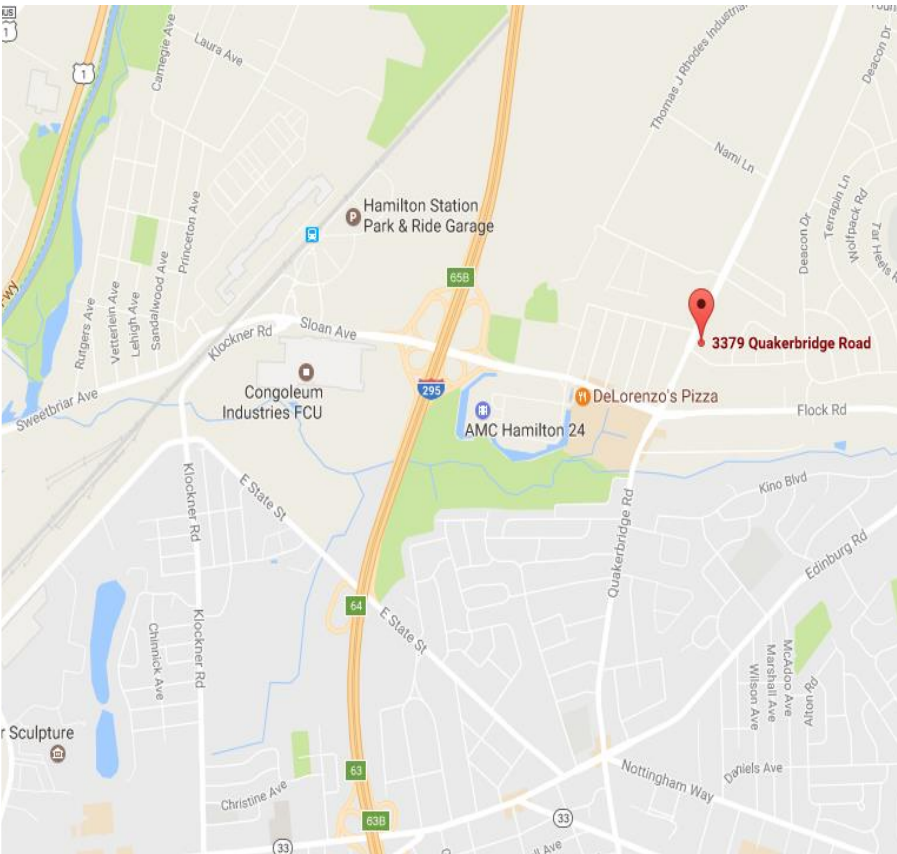 BUS
1
1
Carnegie Ave
Laura Ave
Thomas J Rhodes Industrial
Deacon Dr
Nami Ln
Hamilton Station
Park & Ride Garage
P
Princeton Ave
Deacon Dr
Terrapin Ln
Wolfpack Rd
Tar Heels
65B
Rutgers Ave
Vetterlein Ave
Lehigh Ave
Sandalwood Ave
Klockner Rd
Sloan Ave
3379 Quakerbridge Road
Congoleum
Industries FCU
295
DeLorenzo's Pizza
Sweetbriar Ave
AMC Hamilton 24
Flock Rd
Klockner Rd
E State St
Quakerbridge Rd
Kino Blvd
Edinburg Rd
64
E State St
Chinnick Ave
Klockner Rd
Wilson Ave
Marshall Ave
McAdoo Ave
Alton Rd
r Sculpture
63
Nottingham Way
Daniels Ave
Christine Ave
63B
33
33
ll Ave